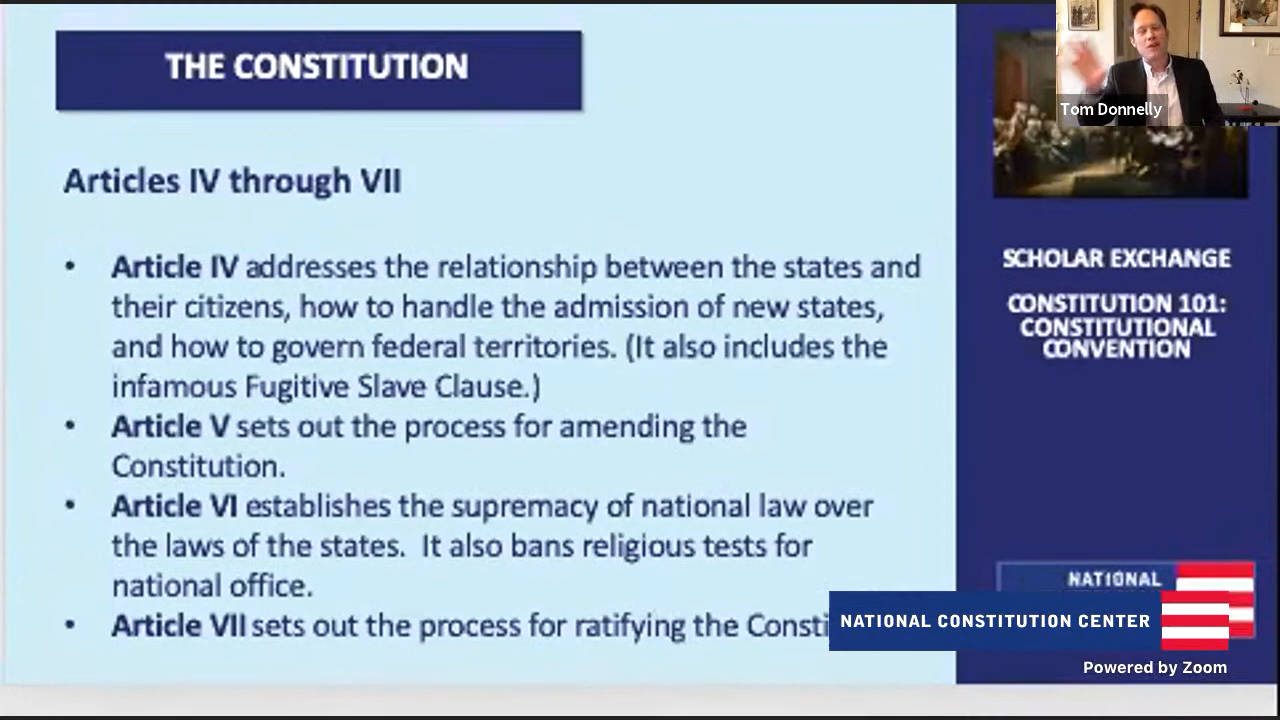 THE CONSTITUTION
Articles IV through VII
• Article IV addresses the relationship between the states and
their citizens, how to handle the admission of new states,
and how to govern federal territories. (It also includes the
infamous Fugitive Slave Clause.)
• Article V sets out the process for amending the
Constitution.
• Article VI establishes the supremacy of national law over
the laws of the states. It also bans religious tests for
national office.
• Article VII sets out the process for ratifying the Consti
Tom Donnelly
SCHOLAR EXCHANGE
CONSTITUTION 101:
CONSTITUTIONAL
CONVENTION
NATIONAL
NATIONAL CONSTITUTION CENTER
Powered by Zoom